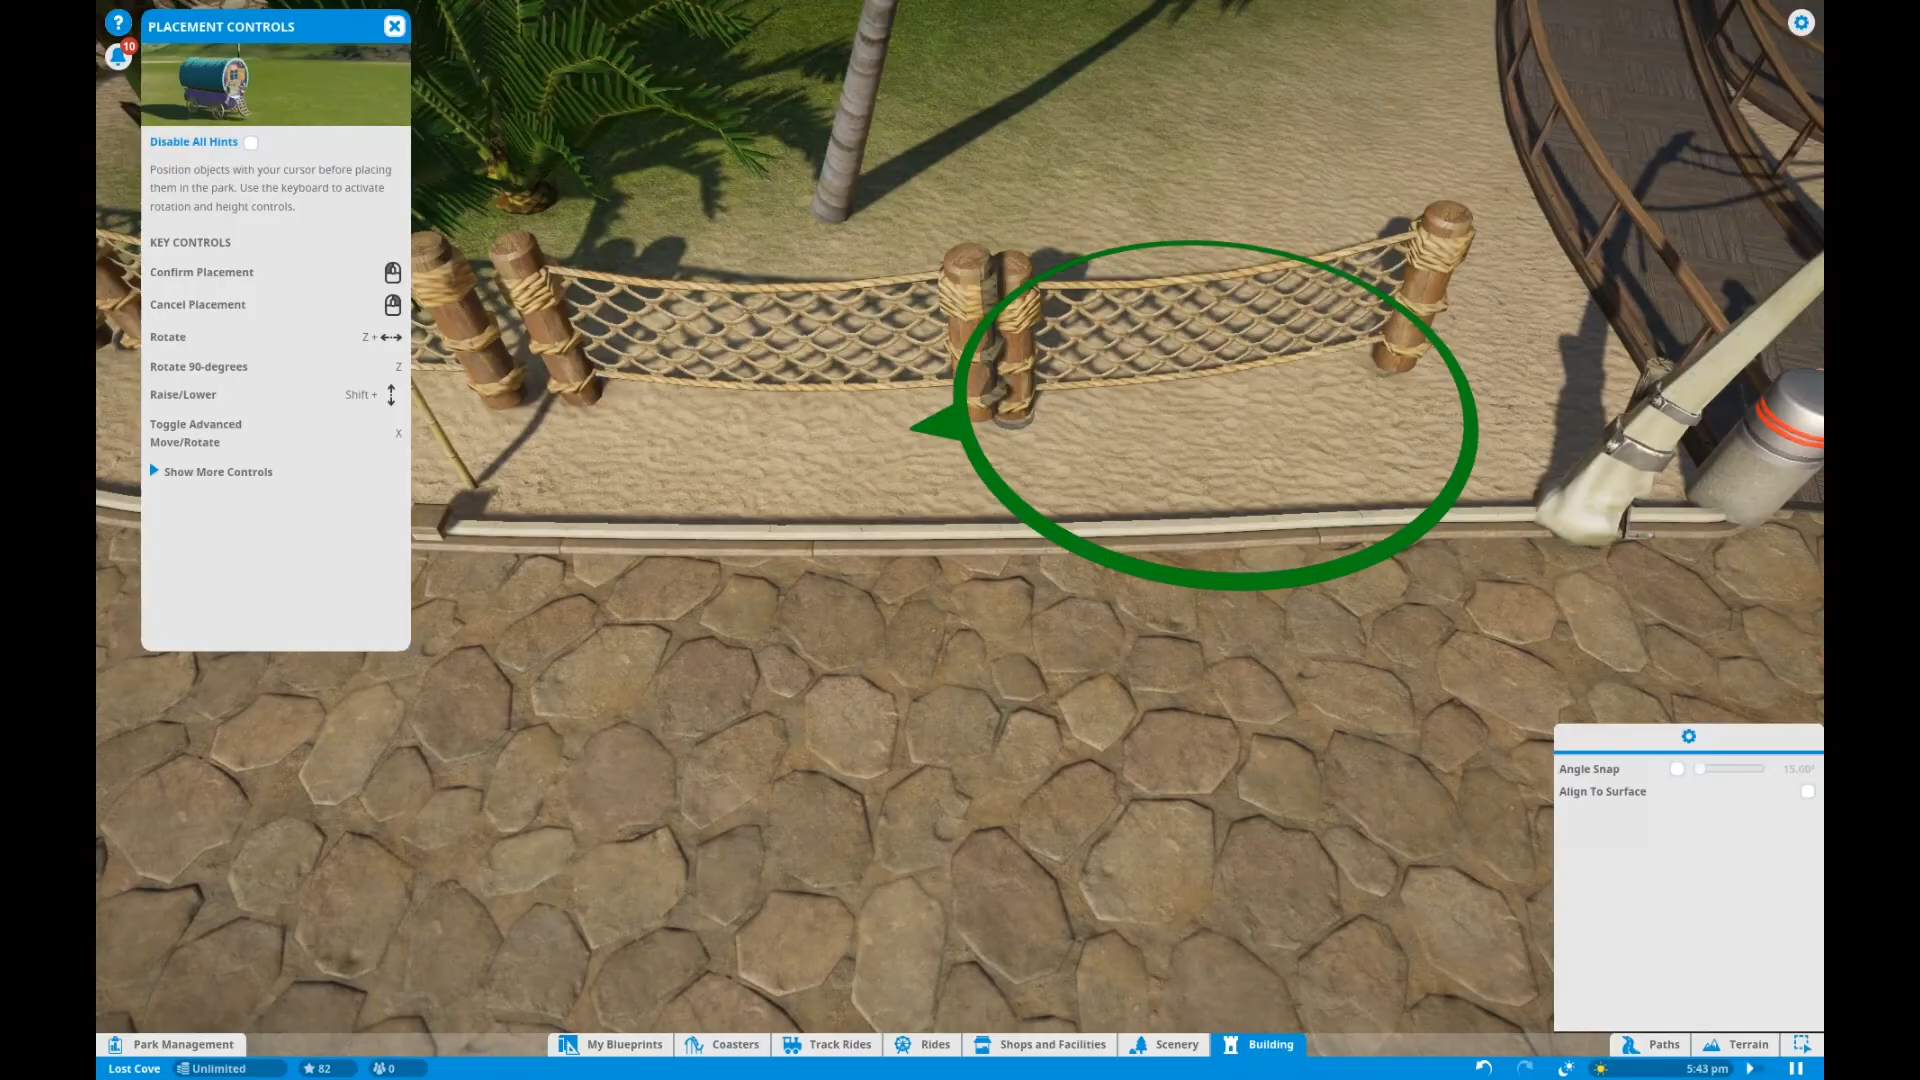 ?
PLACEMENT CONTROLS
10
Disable All Hints
Position objects with your cursor before placing
them in the park. Use the keyboard to activate
rotation and height controls.
KEY CONTROLS
Confirm Placement
Cancel Placement
Rotate Z +
Rotate 90-degrees Z
Raise/Lower Shift +
Toggle Advanced
Move/Rotate X
Show More Controls
Angle Snap 15.00°
Align To Surface
Park Management My Blueprints Coasters Track Rides Rides Shops and Facilities Scenery Building Paths Terrain
Lost Cove Unlimited 82 0 5:43 pm